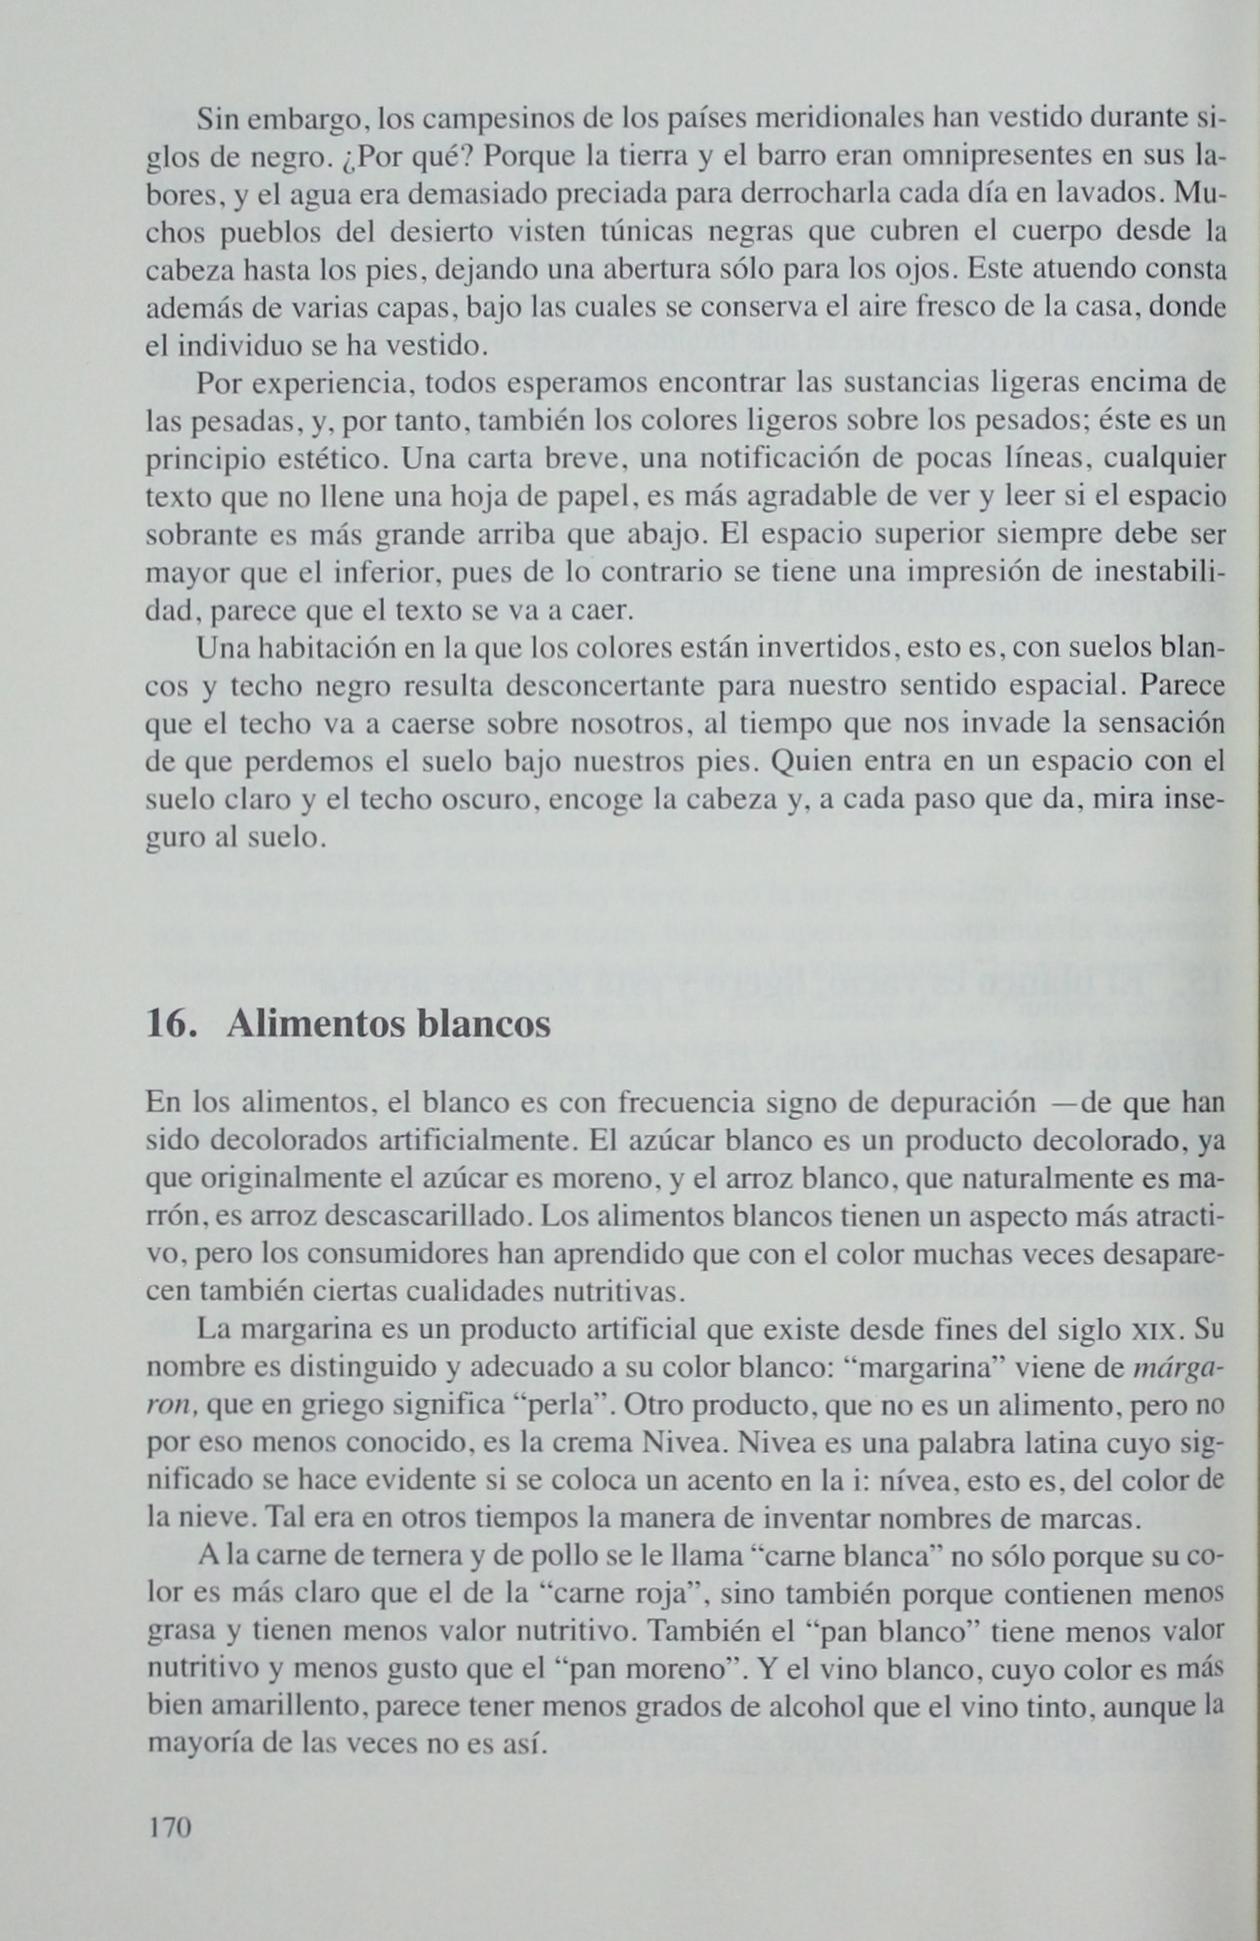 Sin embargo, los campesinos de los países meridionales han vestido durante si-
glos de negro. ¿Por qué? Porque la tierra y el barro eran omnipresentes en sus la-
bores, y el agua era demasiado preciada para derrocharla cada día en lavados. Mu-
chos pueblos del desierto visten túnicas negras que cubren el cuerpo desde la
cabeza hasta los pies, dejando una abertura sólo para los ojos. Este atuendo consta
además de varias capas, bajo las cuales se conserva el aire fresco de la casa, donde
el individuo se ha vestido.
Por experiencia, todos esperamos encontrar las sustancias ligeras encima de
las pesadas, y, por tanto, también los colores ligeros sobre los pesados; éste es un
principio estético. Una carta breve, una notificación de pocas líneas, cualquier
texto que no llene una hoja de papel, es más agradable de ver y leer si el espacio
sobrante es más grande arriba que abajo. El espacio superior siempre debe ser
mayor que el inferior, pues de lo contrario se tiene una impresión de inestabili-
dad, parece que el texto se va a caer.
Una habitación en la que los colores están invertidos, esto es, con suelos blan-
cos y techo negro resulta desconcertante para nuestro sentido espacial. Parece
que el techo va a caerse sobre nosotros, al tiempo que nos invade la sensación
de que perdemos el suelo bajo nuestros pies. Quien entra en un espacio con el
suelo claro y el techo oscuro, encoge la cabeza y, a cada paso que da, mira inse-
guro al suelo.
16. Alimentos blancos
En los alimentos, el blanco es con frecuencia signo de depuración —de que han
sido decolorados artificialmente. El azúcar blanco es un producto decolorado, ya
que originalmente el azúcar es moreno, y el arroz blanco, que naturalmente es ma-
rrón, es arroz descascarillado. Los alimentos blancos tienen un aspecto más atracti-
vo, pero los consumidores han aprendido que con el color muchas veces desapare-
cen también ciertas cualidades nutritivas.
La margarina es un producto artificial que existe desde fines del siglo XIX. Su
nombre es distinguido y adecuado a su color blanco: “margarina” viene de márga-
ron, que en griego significa “perla”. Otro producto, que no es un alimento, pero no
por eso menos conocido, es la crema Nivea. Nivea es una palabra latina cuyo sig-
nificado se hace evidente si se coloca un acento en la i: nívea, esto es, del color de
la nieve. Tal era en otros tiempos la manera de inventar nombres de marcas.
A la carne de ternera y de pollo se le llama “carne blanca” no sólo porque su co-
lor es más claro que el de la “carne roja”, sino también porque contienen menos
grasa y tienen menos valor nutritivo. También el “pan blanco” tiene menos valor
nutritivo y menos gusto que el “pan moreno”. Y el vino blanco, cuyo color es más
bien amarillento, parece tener menos grados de alcohol que el vino tinto, aunque la
mayoría de las veces no es así.
170